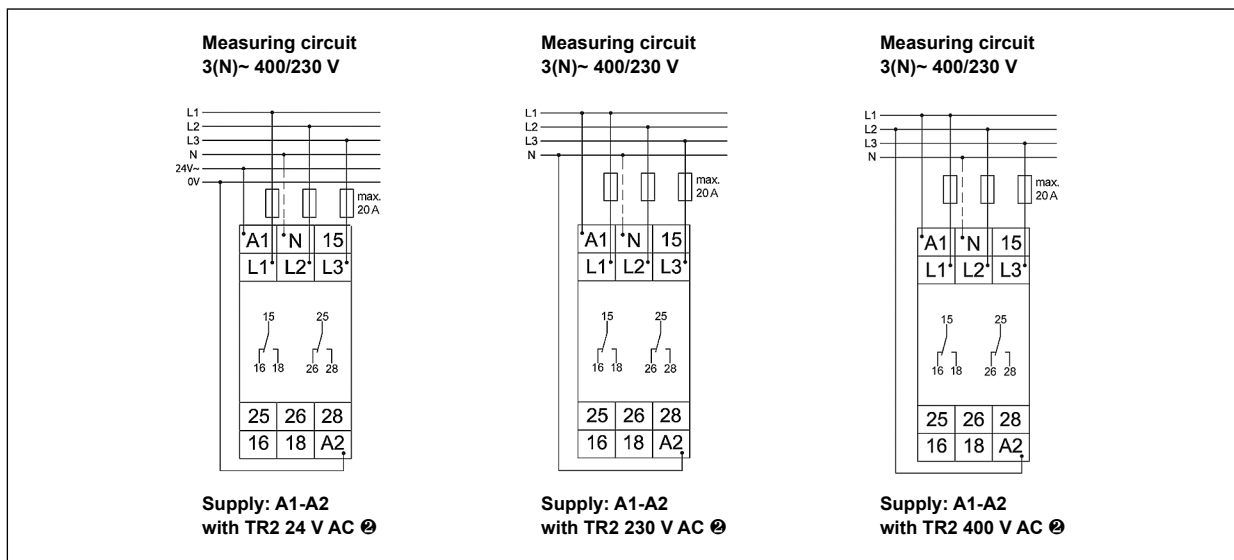 Measuring circuit
3(N)~ 400/230 V
L1
L2
L3
N
24V~
0V
max.
20 A
A1 N 15
L1 L2 L3
15 25
16 18 26 28
25 26 28
16 18 A2
Supply: A1-A2
with TR2 24 V AC ❷
Measuring circuit
3(N)~ 400/230 V
L1
L2
L3
N
max.
20 A
A1 N 15
L1 L2 L3
15 25
16 18 26 28
25 26 28
16 18 A2
Supply: A1-A2
with TR2 230 V AC ❷
Measuring circuit
3(N)~ 400/230 V
L1
L2
L3
N
max.
20 A
A1 N 15
L1 L2 L3
15 25
16 18 26 28
25 26 28
16 18 A2
Supply: A1-A2
with TR2 400 V AC ❷